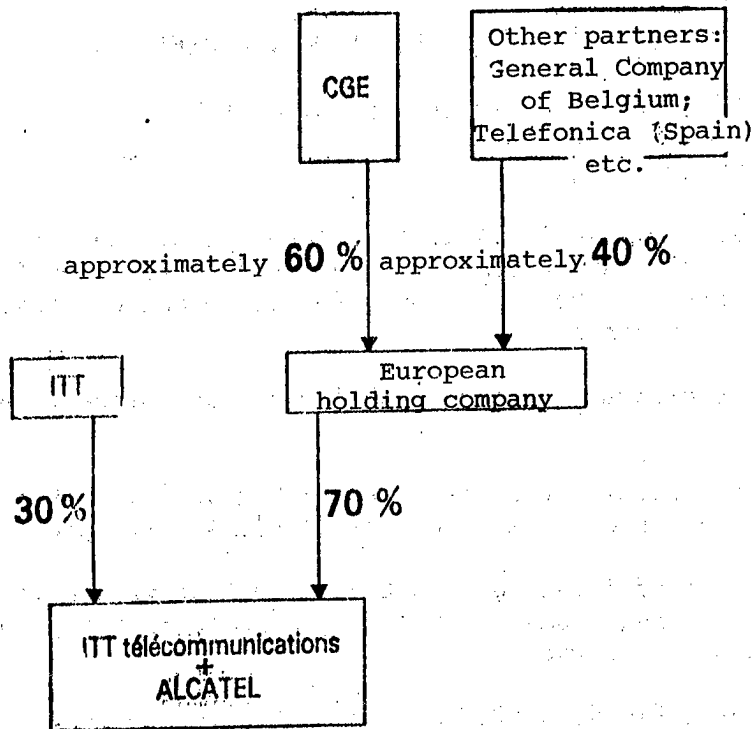 CGE
Other partners:
General Company
of Belgium;
Telefonica (Spain)
etc.
approximately 60 %
approximately 40 %
ITT
European
holding company
30 %
70 %
ITT télécommunications
+
ALCATEL